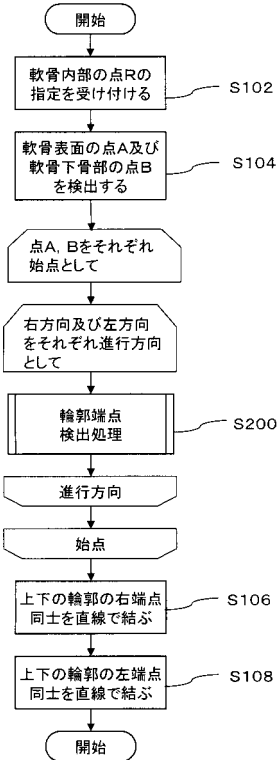 開始
軟骨内部の点Rの
指定を受け付ける
S102
軟骨表面の点A及び
軟骨下骨部の点B
を検出する
S104
点A, Bをそれぞれ
始点として
右方向及び左方向
をそれぞれ進行方向
として
輪郭端点
検出処理
S200
進行方向
始点
上下の輪郭の右端点
同士を直線で結ぶ
S106
上下の輪郭の左端点
同士を直線で結ぶ
S108
開始